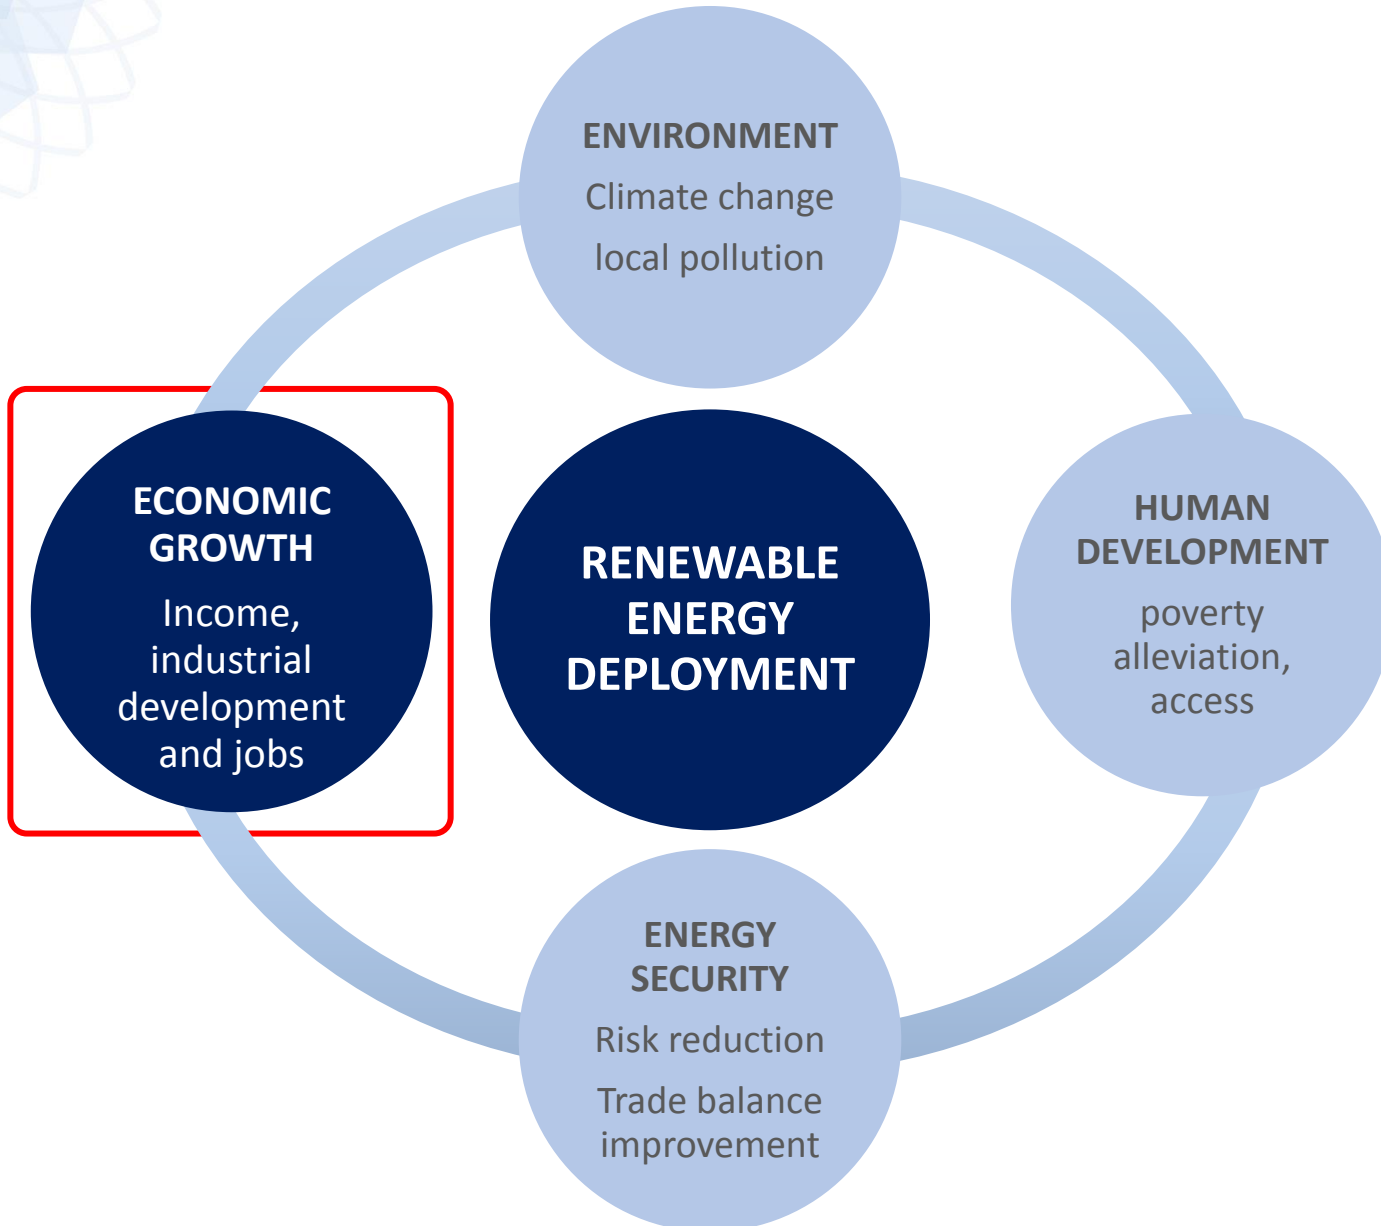 ENVIRONMENT
Climate change
local pollution
ECONOMIC
GROWTH
Income,
industrial
development
and jobs
RENEWABLE
ENERGY
DEPLOYMENT
HUMAN
DEVELOPMENT
poverty
alleviation,
access
ENERGY
SECURITY
Risk reduction
Trade balance
improvement